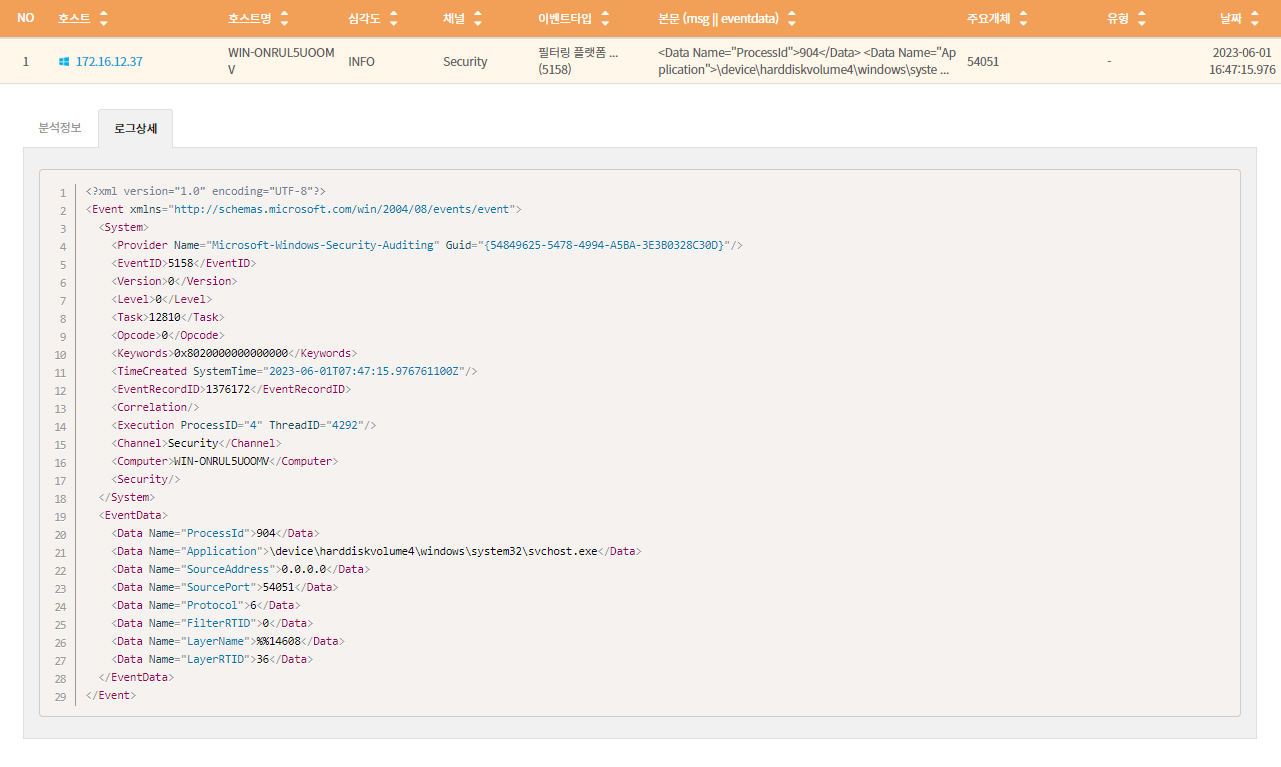 NO 호스트 호스트명 심각도 채널 이벤트타입 본문 (msg || eventdata) 주요개체 유형 날짜
1 172.16.12.37 WIN-ONRUL5UOOM
V INFO Security 필터링 플랫폼 ...
(5158) <Data Name="ProcessId">904</Data> <Data Name="Ap
plication">\device\harddiskvolume4\windows\syste ... 54051 - 2023-06-01
16:47:15.976
분석정보 로그상세
1 <?xml version="1.0" encoding="UTF-8"?>
2 <Event xmlns="http://schemas.microsoft.com/win/2004/08/events/event">
3 <System>
4 <Provider Name="Microsoft-Windows-Security-Auditing" Guid="{54849625-5478-4994-A5BA-3E3B0328C30D}"/>
5 <EventID>5158</EventID>
6 <Version>0</Version>
7 <Level>0</Level>
8 <Task>12810</Task>
9 <Opcode>0</Opcode>
10 <Keywords>0x8020000000000000</Keywords>
11 <TimeCreated SystemTime="2023-06-01T07:47:15.976761100Z"/>
12 <EventRecordID>1376172</EventRecordID>
13 <Correlation/>
14 <Execution ProcessID="4" ThreadID="4292"/>
15 <Channel>Security</Channel>
16 <Computer>WIN-ONRUL5UOOMV</Computer>
17 <Security/>
18 </System>
19 <EventData>
20 <Data Name="ProcessId">904</Data>
21 <Data Name="Application">\device\harddiskvolume4\windows\system32\svchost.exe</Data>
22 <Data Name="SourceAddress">0.0.0.0</Data>
23 <Data Name="SourcePort">54051</Data>
24 <Data Name="Protocol">6</Data>
25 <Data Name="FilterRTID">0</Data>
26 <Data Name="LayerName">%%14608</Data>
27 <Data Name="LayerRTID">36</Data>
28 </EventData>
29 </Event>